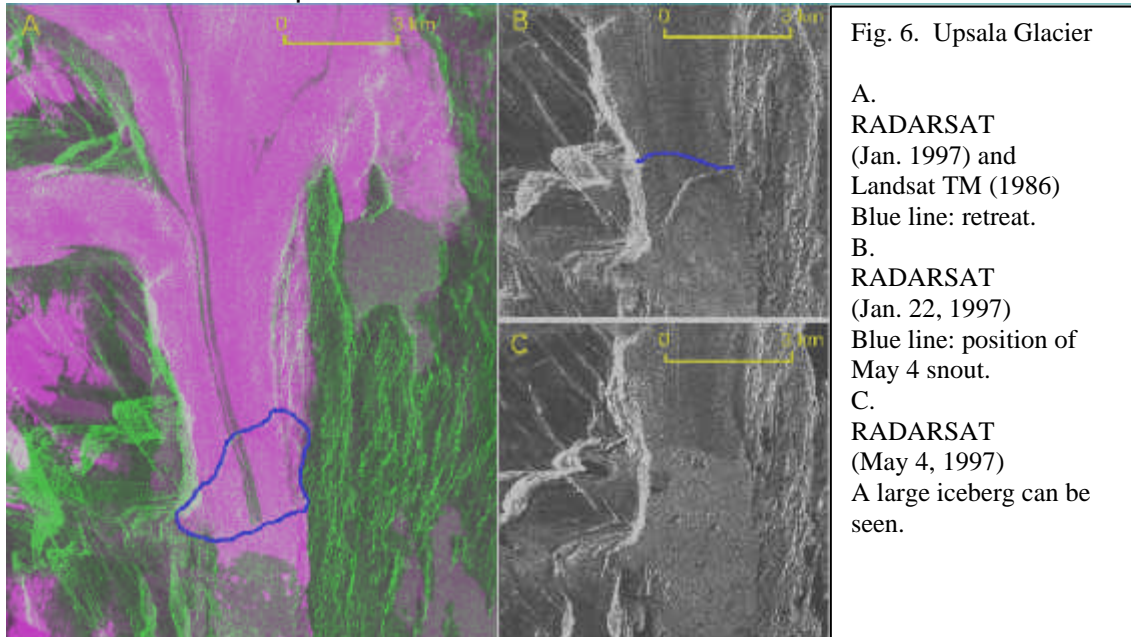 A
0 3 km
B
0 3 km
C
0 3 km
Fig. 6. Upsala Glacier
A.
RADARSAT
(Jan. 1997) and
Landsat TM (1986)
Blue line: retreat.
B.
RADARSAT
(Jan. 22, 1997)
Blue line: position of
May 4 snout.
C.
RADARSAT
(May 4, 1997)
A large iceberg can be
seen.